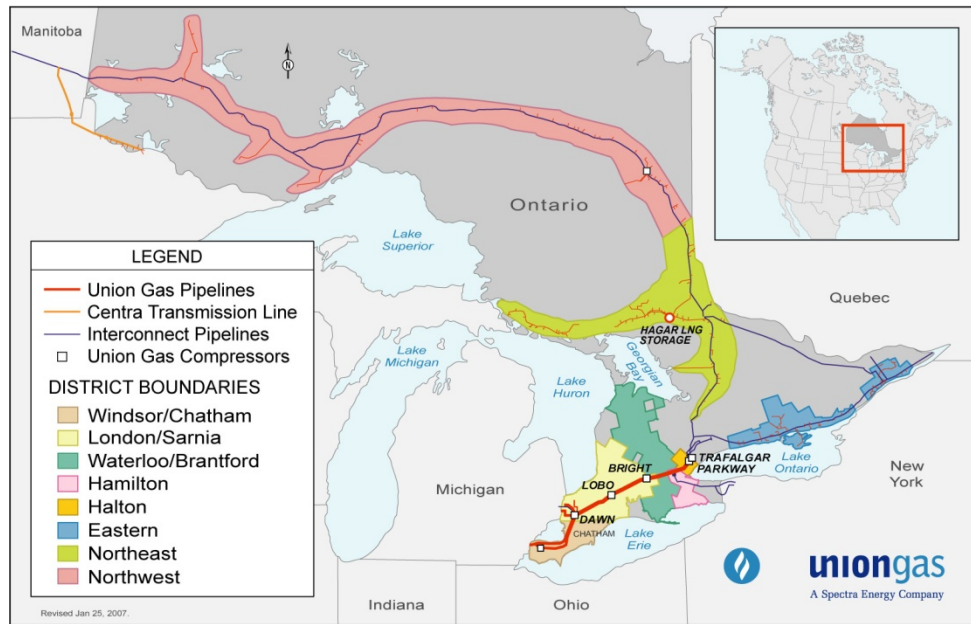 Manitoba
N
Ontario
Lake
Superior
Quebec
HAGAR LNG
STORAGE
Lake
Michigan
Georgian
Bay
Lake
Huron
LEGEND
Union Gas Pipelines
Centra Transmission Line
Interconnect Pipelines
Union Gas Compressors
DISTRICT BOUNDARIES
Windsor/Chatham
London/Sarnia
Waterloo/Brantford
Hamilton
Halton
Eastern
Northeast
Northwest
TRAFALGAR
PARKWAY
Lake
Ontario
BRIGHT
LOBO
DAWN
CHATHAM
Lake
Erie
Michigan
New
York
Indiana
Ohio
uniongas
A Spectra Energy Company
Revised Jan 25, 2007.